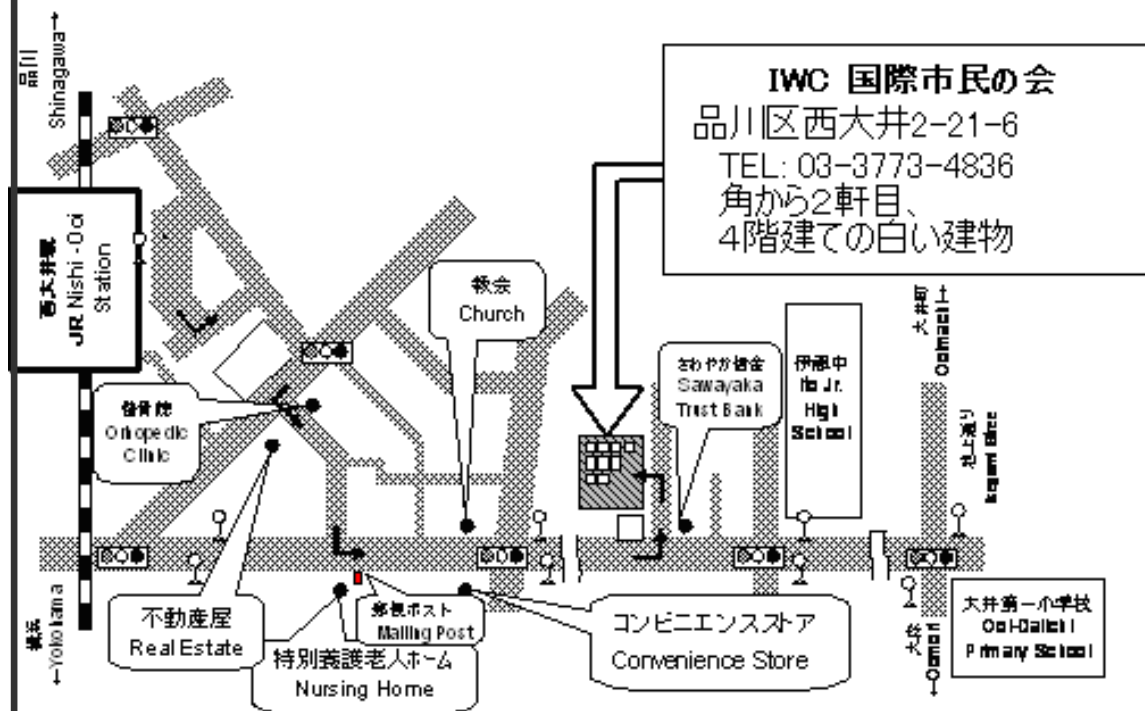 品川
Shinagawa→
IWC 国際市民の会
品川区西大井2-21-6
TEL: 03-3773-4836
角から2軒目、
4階建ての白い建物
西大井駅
JR Nishi-Ooi
Station
教会
Church
さわやか信金
Sawayaka
Trust Bank
伊藤中
Ito Jr.
High
School
大井町
Ooimachi→
池上通り
整骨院
Clinic
不動産屋
Real Estate
郵便ポスト
Mailing Post
特別養護老人ホーム
Nursing Home
コンビニエンスストア
Convenience Store
大井第一小学校
Ooi-Daiichi
Primary School
横浜
←Yokohama
大森
←Oomori